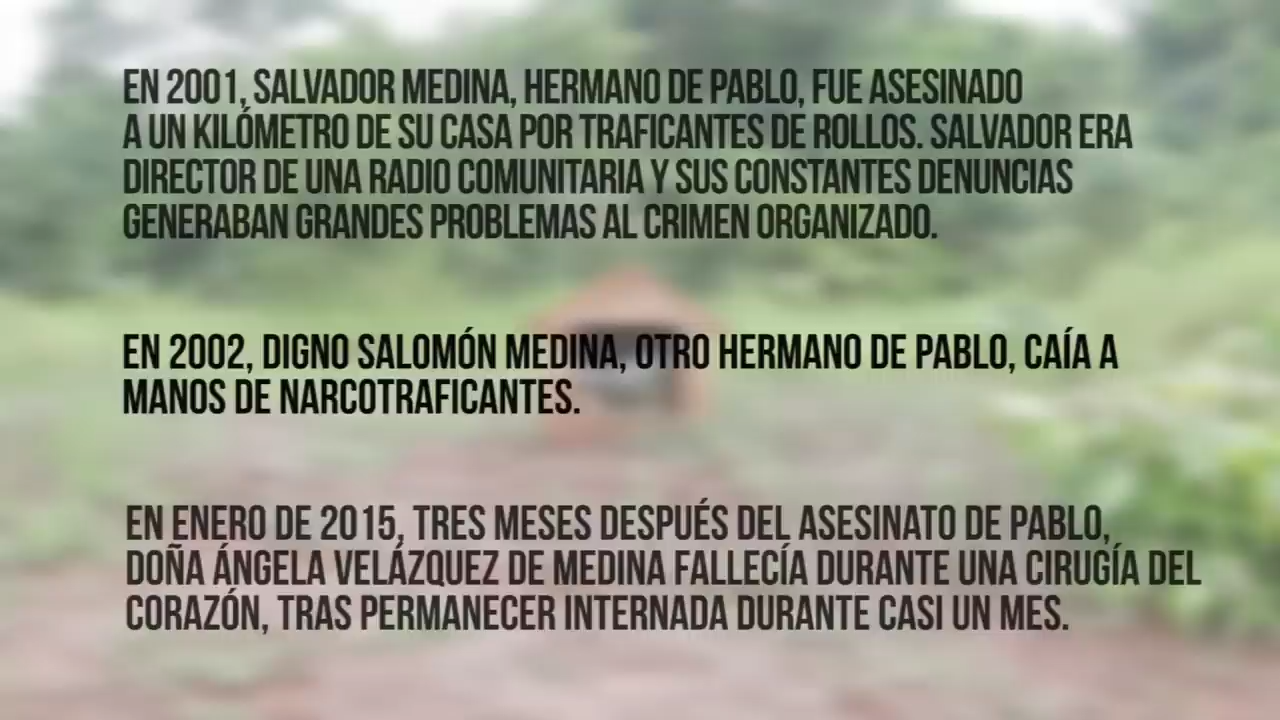 EN 2001, SALVADOR MEDINA, HERMANO DE PABLO, FUE ASESINADO
A UN KILÓMETRO DE SU CASA POR TRAFICANTES DE ROLLOS. SALVADOR ERA
DIRECTOR DE UNA RADIO COMUNITARIA Y SUS CONSTANTES DENUNCIAS
GENERABAN GRANDES PROBLEMAS AL CRIMEN ORGANIZADO.
EN 2002, DIGNO SALOMÓN MEDINA, OTRO HERMANO DE PABLO, CAÍA A
MANOS DE NARCOTRAFICANTES.
EN ENERO DE 2015, TRES MESES DESPUÉS DEL ASESINATO DE PABLO,
DOÑA ÁNGELA VELÁZQUEZ DE MEDINA FALLECÍA DURANTE UNA CIRUGÍA DEL
CORAZÓN, TRAS PERMANECER INTERNADA DURANTE CASI UN MES.